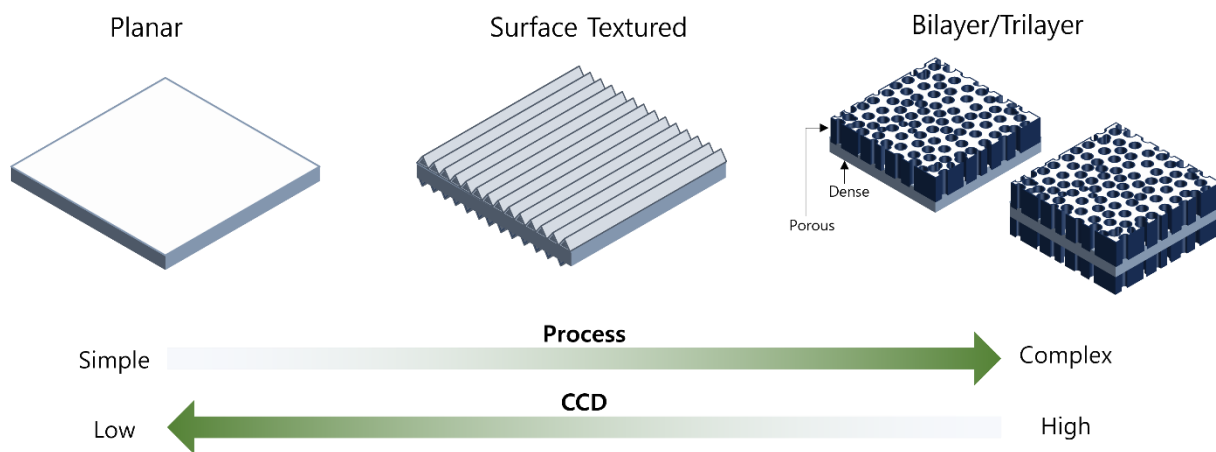 Planar
Surface Textured
Bilayer/Trilayer
Dense
Porous
Process
Simple
Complex
CCD
Low
High